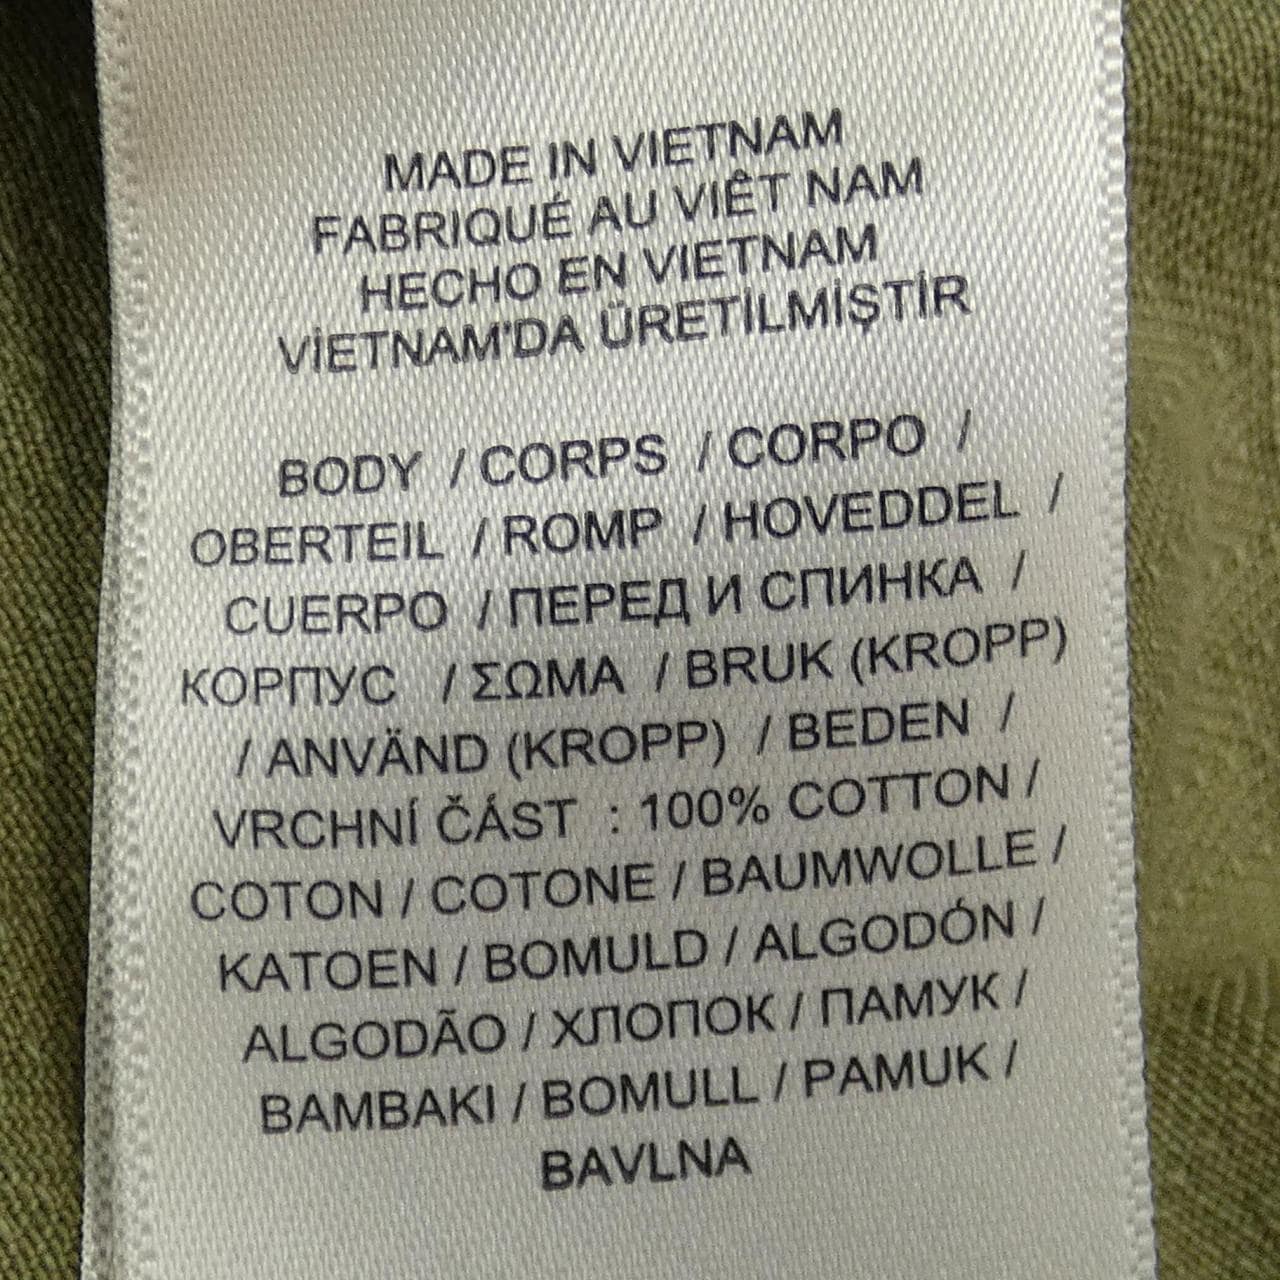 MADE IN VIETNAM
FABRIQUÉ AU VIÊT NAM
HECHO EN VIETNAM
VİETNAM'DA ÜRETİLMİŞTİR
BODY / CORPS / CORPO /
OBERTEIL / ROMP / HOVEDDEL /
CUERPO / ПЕРЕД И СПИНКА /
КОРПУС / ΣΩΜΑ / BRUK (KROPP)
/ ANVÄND (KROPP) / BEDEN /
VRCHNÍ ČÁST : 100% COTTON /
COTON / COTONE / BAUMWOLLE /
KATOEN / BOMULD / ALGODÓN /
ALGODÃO / ХЛОПОК / ПАМУК /
ΒΑΜΒΑΚΙ / BOMULL / PAMUK /
BAVLNA